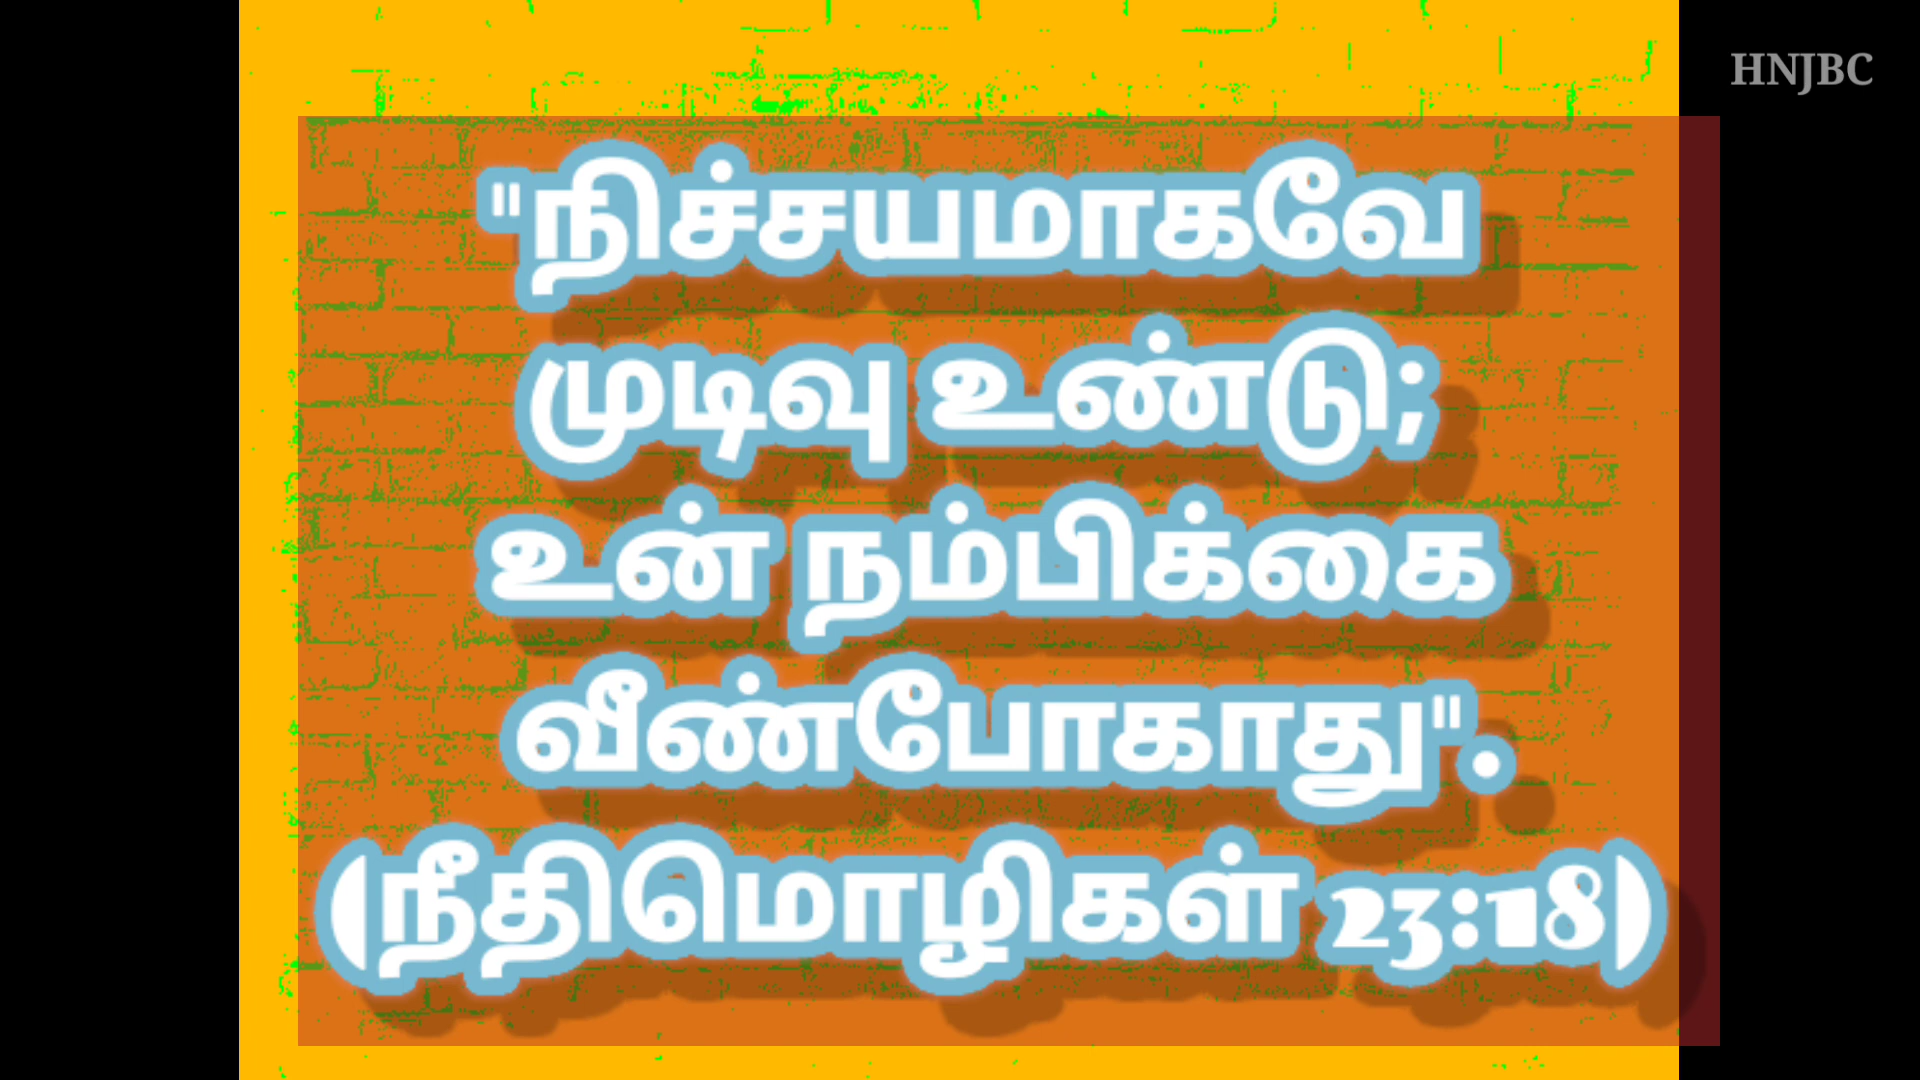 HNJBC
"நிச்சயமாகவே
முடிவு உண்டு;
உன் நம்பிக்கை
வீண்போகாது".
(நீதிமொழிகள் 23:18)